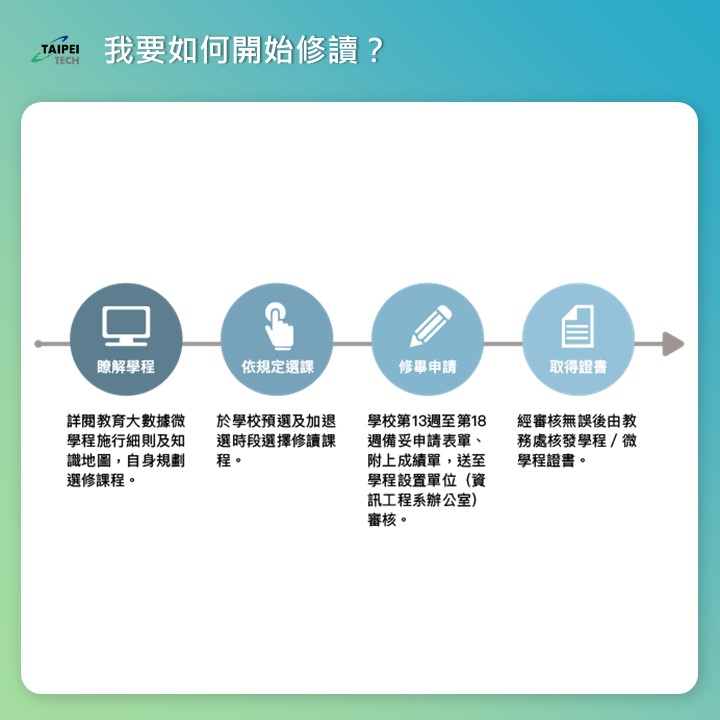 TAIPEI
TECH
我要如何開始修讀？
瞭解學程
依規定選課
修畢申請
取得證書
詳閱教育大數據微
學程施行細則及知
識地圖，自身規劃
選修課程。
於學校預選及加退
選時段選擇修讀課
程。
學校第13週至第18
週備妥申請表單、
附上成績單，送至
學程設置單位（資
訊工程系辦公室）
審核。
經審核無誤後由教
務處核發學程／微
學程證書。